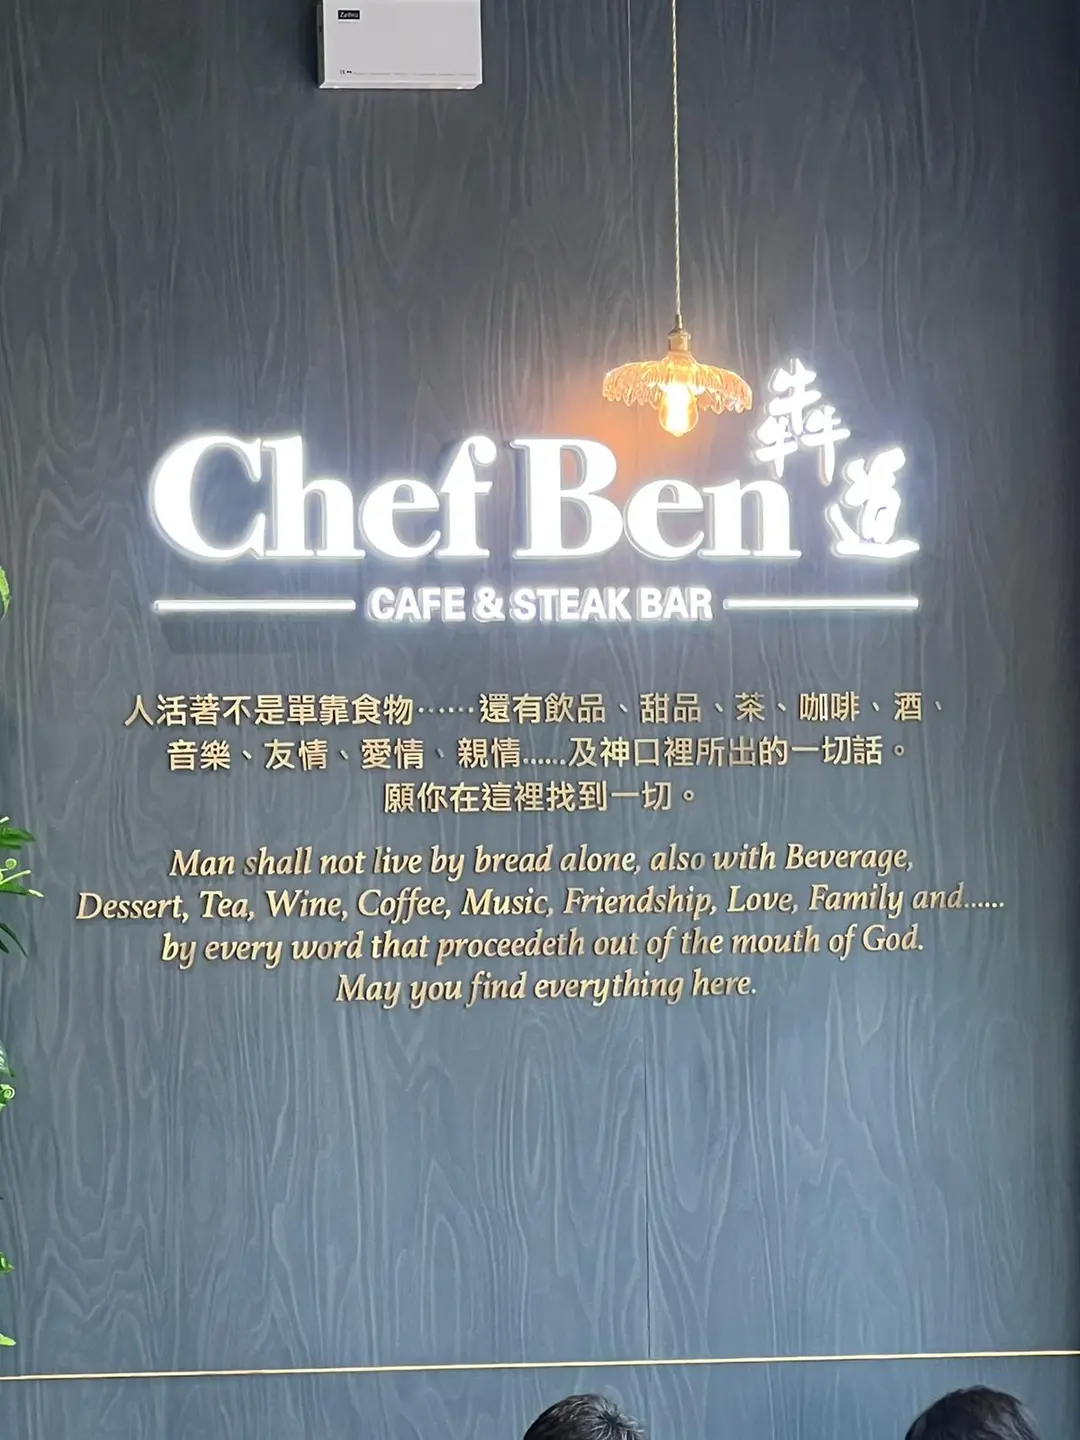 Chef Ben 犇道
CAFE & STEAK BAR
人活著不是單靠食物⋯⋯還有飲品、甜品、茶、咖啡、酒、
音樂、友情、愛情、親情......及神口裡所出的一切話。
願你在這裡找到一切。
Man shall not live by bread alone, also with Beverage,
Dessert, Tea, Wine, Coffee, Music, Friendship, Love, Family and......
by every word that proceedeth out of the mouth of God.
May you find everything here.